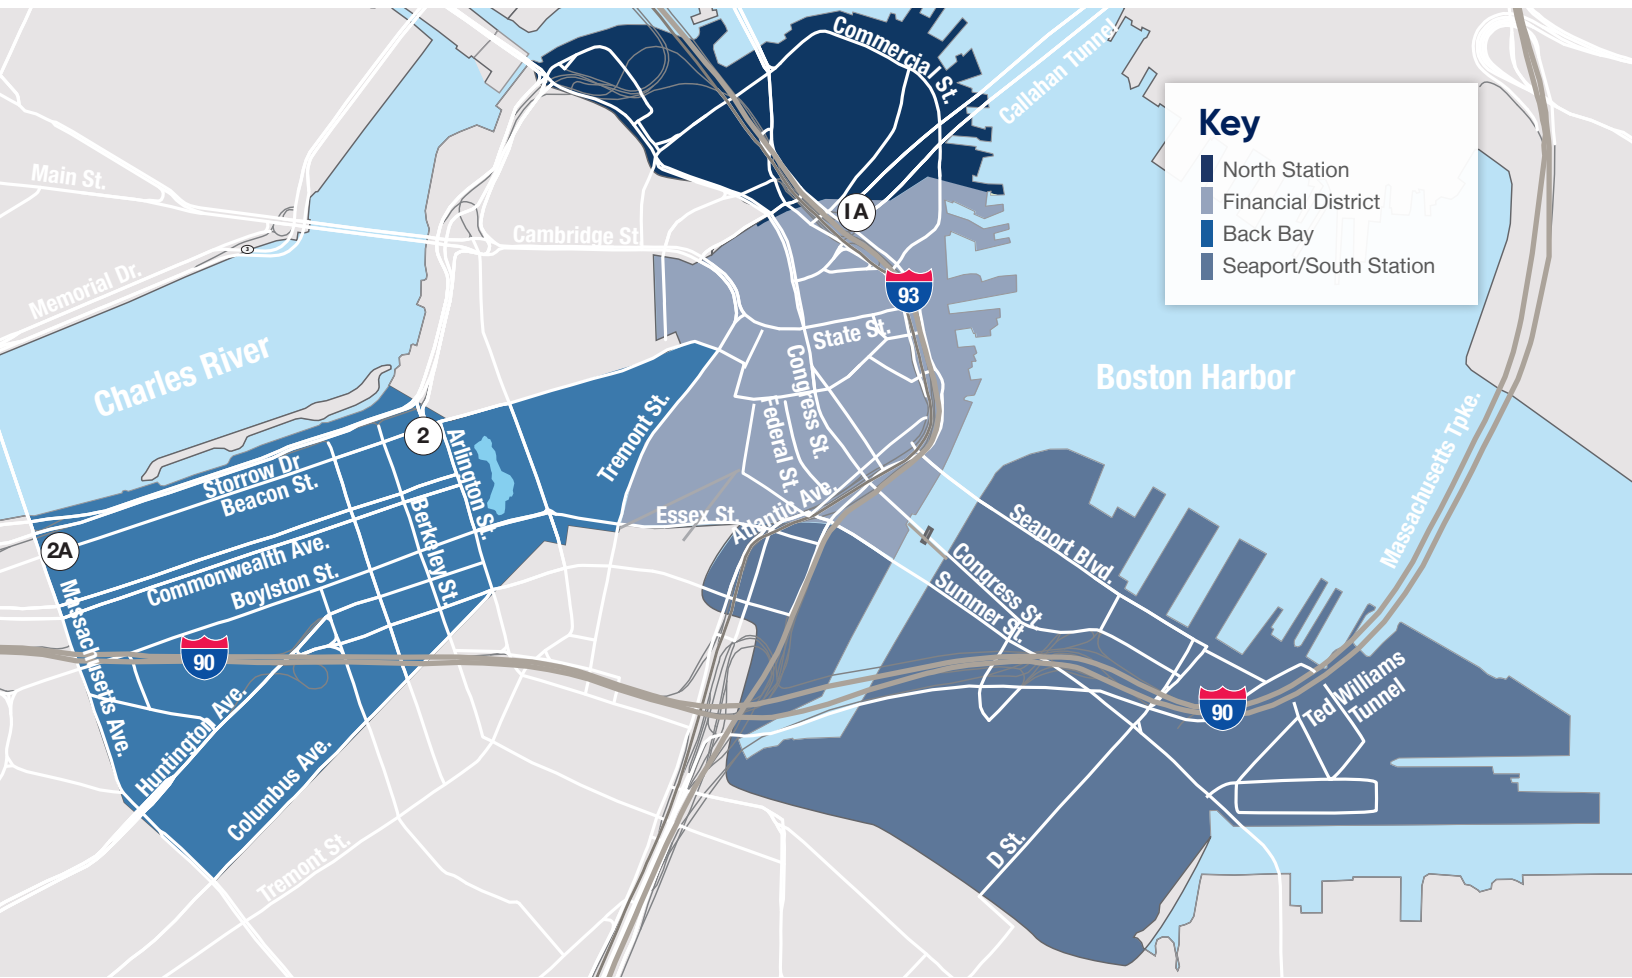 Commercial St.
Callahan Tunnel
Key
North Station
Financial District
Back Bay
Seaport/South Station
Main St.
1A
Cambridge St
3
Memorial Dr.
93
State St.
Charles River
Congress St.
Boston Harbor
Federal St.
Tremont St.
Massachusetts Tpke.
2
Arlington St.
Storrow Dr
Beacon St.
Berkeley St.
Essex St.
Atlantic Ave.
Seaport Blvd.
2A
Commonwealth Ave.
Boylston St.
Congress St
Summer St.
Massachusetts Ave.
90
90
Ted Williams
Tunnel
Huntington Ave.
Columbus Ave.
Tremont St.
D St.